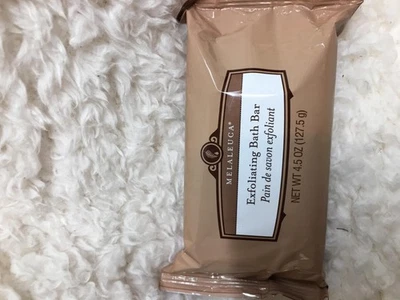 MELALEUCA®
Exfoliating Bath Bar
Pain de savon exfoliant
NET WT 4.5 OZ (127.5 g)